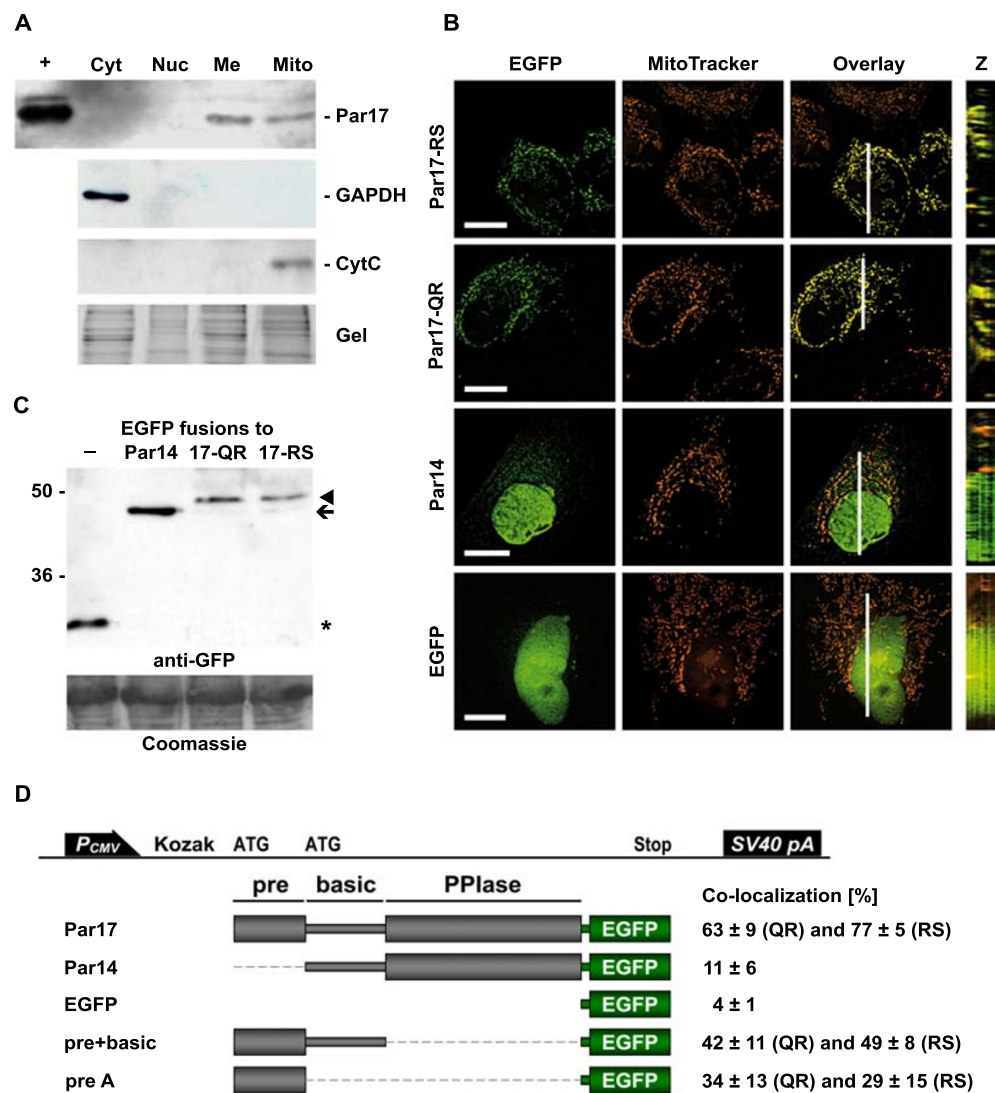 A
+ Cyt Nuc Me Mito
- Par17
- GAPDH
- CytC
Gel
B
EGFP MitoTracker Overlay Z
Par17-RS
Par17-QR
Par14
EGFP
C
EGFP fusions to
– Par14 17-QR 17-RS
50 -
36 -
*
anti-GFP
Coomassie
D
PCMV Kozak ATG ATG Stop SV40 pA
pre basic PPIase
Co-localization [%]
Par17 EGFP 63 ± 9 (QR) and 77 ± 5 (RS)
Par14 EGFP 11 ± 6
EGFP EGFP 4 ± 1
pre+basic EGFP 42 ± 11 (QR) and 49 ± 8 (RS)
pre A EGFP 34 ± 13 (QR) and 29 ± 15 (RS)